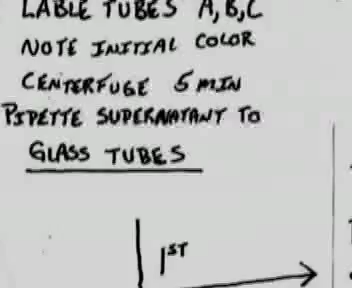 LABLE TUBES A,B,C
NOTE INITIAL COLOR
CENTERFUGE 5 MIN
PIPETTE SUPERNATANT TO
GLASS TUBES
1ST